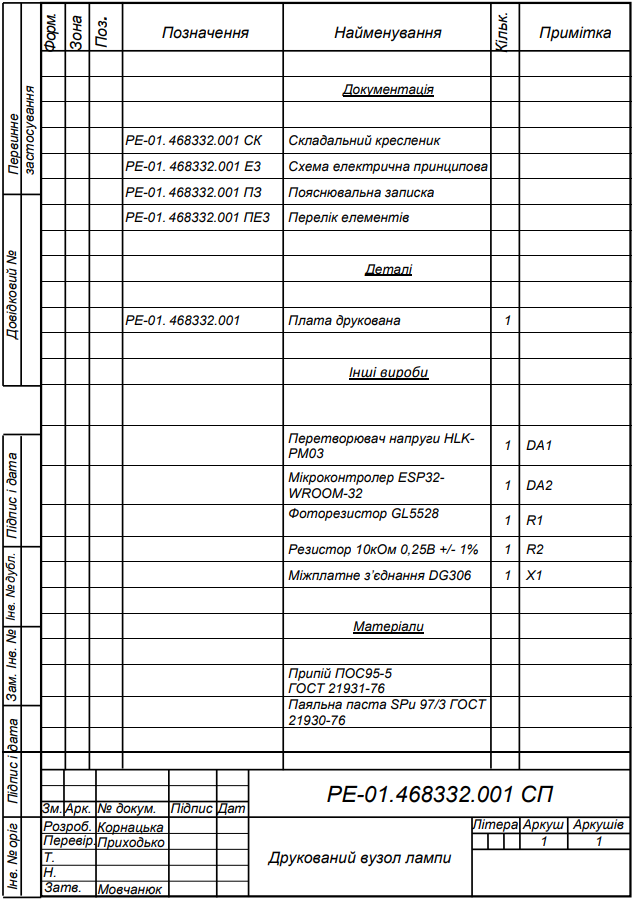 Форм. Зона Поз. Позначення Найменування Кільк. Примітка
Документація
РЕ-01. 468332.001 СК Складальний кресленик
РЕ-01. 468332.001 Е3 Схема електрична принципова
РЕ-01. 468332.001 ПЗ Пояснювальна записка
РЕ-01. 468332.001 ПЕ3 Перелік елементів
Деталі
РЕ-01. 468332.001 Плата друкована 1
Інші вироби
Перетворювач напруги HLK-
PM03 1 DA1
Мікроконтролер ESP32-
WROOM-32 1 DA2
Фоторезистор GL5528 1 R1
Резистор 10кОм 0,25В +/- 1% 1 R2
Міжплатне з’єднання DG306 1 X1
Матеріали
Припій ПОС95-5
ГОСТ 21931-76
Паяльна паста SPu 97/3 ГОСТ
21930-76
Первинне
застосування
Довідковий №
Підпис і дата
Інв. № дубл.
Зам. Інв. №
Підпис і дата
Інв. № оріг
РЕ-01.468332.001 СП
Зм. Арк. № докум. Підпис Дат
Розроб. Корнацька
Перевір. Приходько
Т.
Н.
Затв. Мовчанюк
Друкований вузол лампи
Літера Аркуш Аркушів
1 1